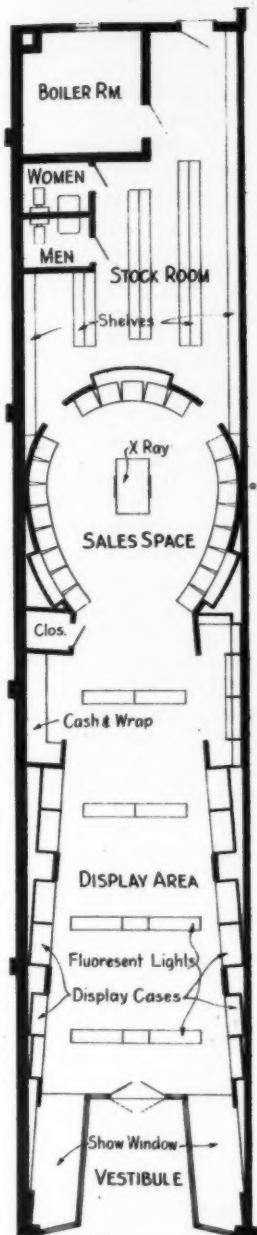 BOILER RM.
WOMEN
MEN
STOCK ROOM
Shelves
X Ray
SALES SPACE
Clos.
Cash & Wrap
DISPLAY AREA
Fluoresent Lights
Display Cases
Show Window
VESTIBULE